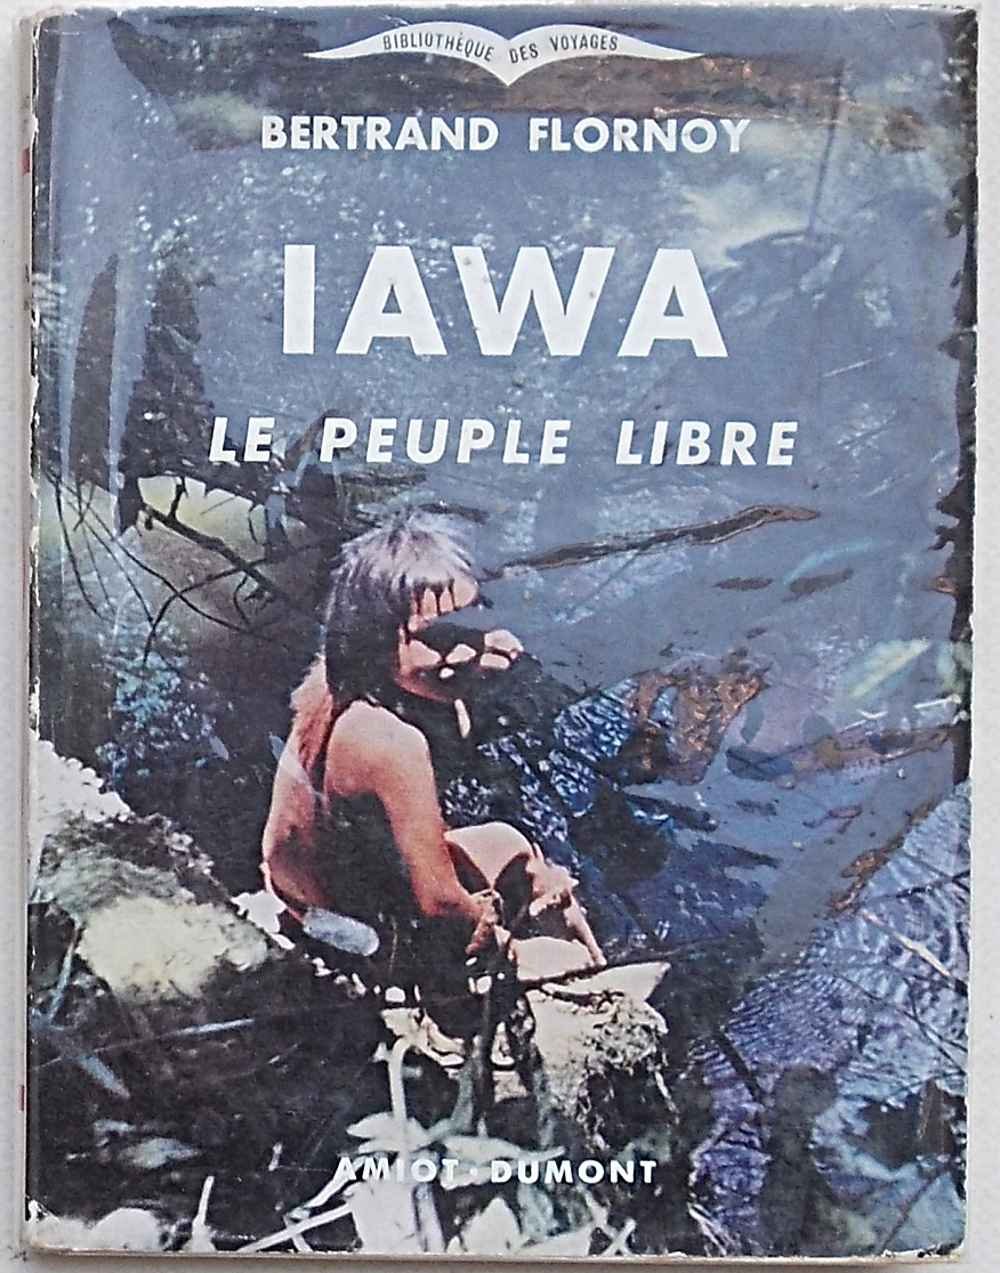 BIBLIOTHÈQUE DES VOYAGES
BERTRAND FLORNOY
IAWA
LE PEUPLE LIBRE
AMIOT · DUMONT